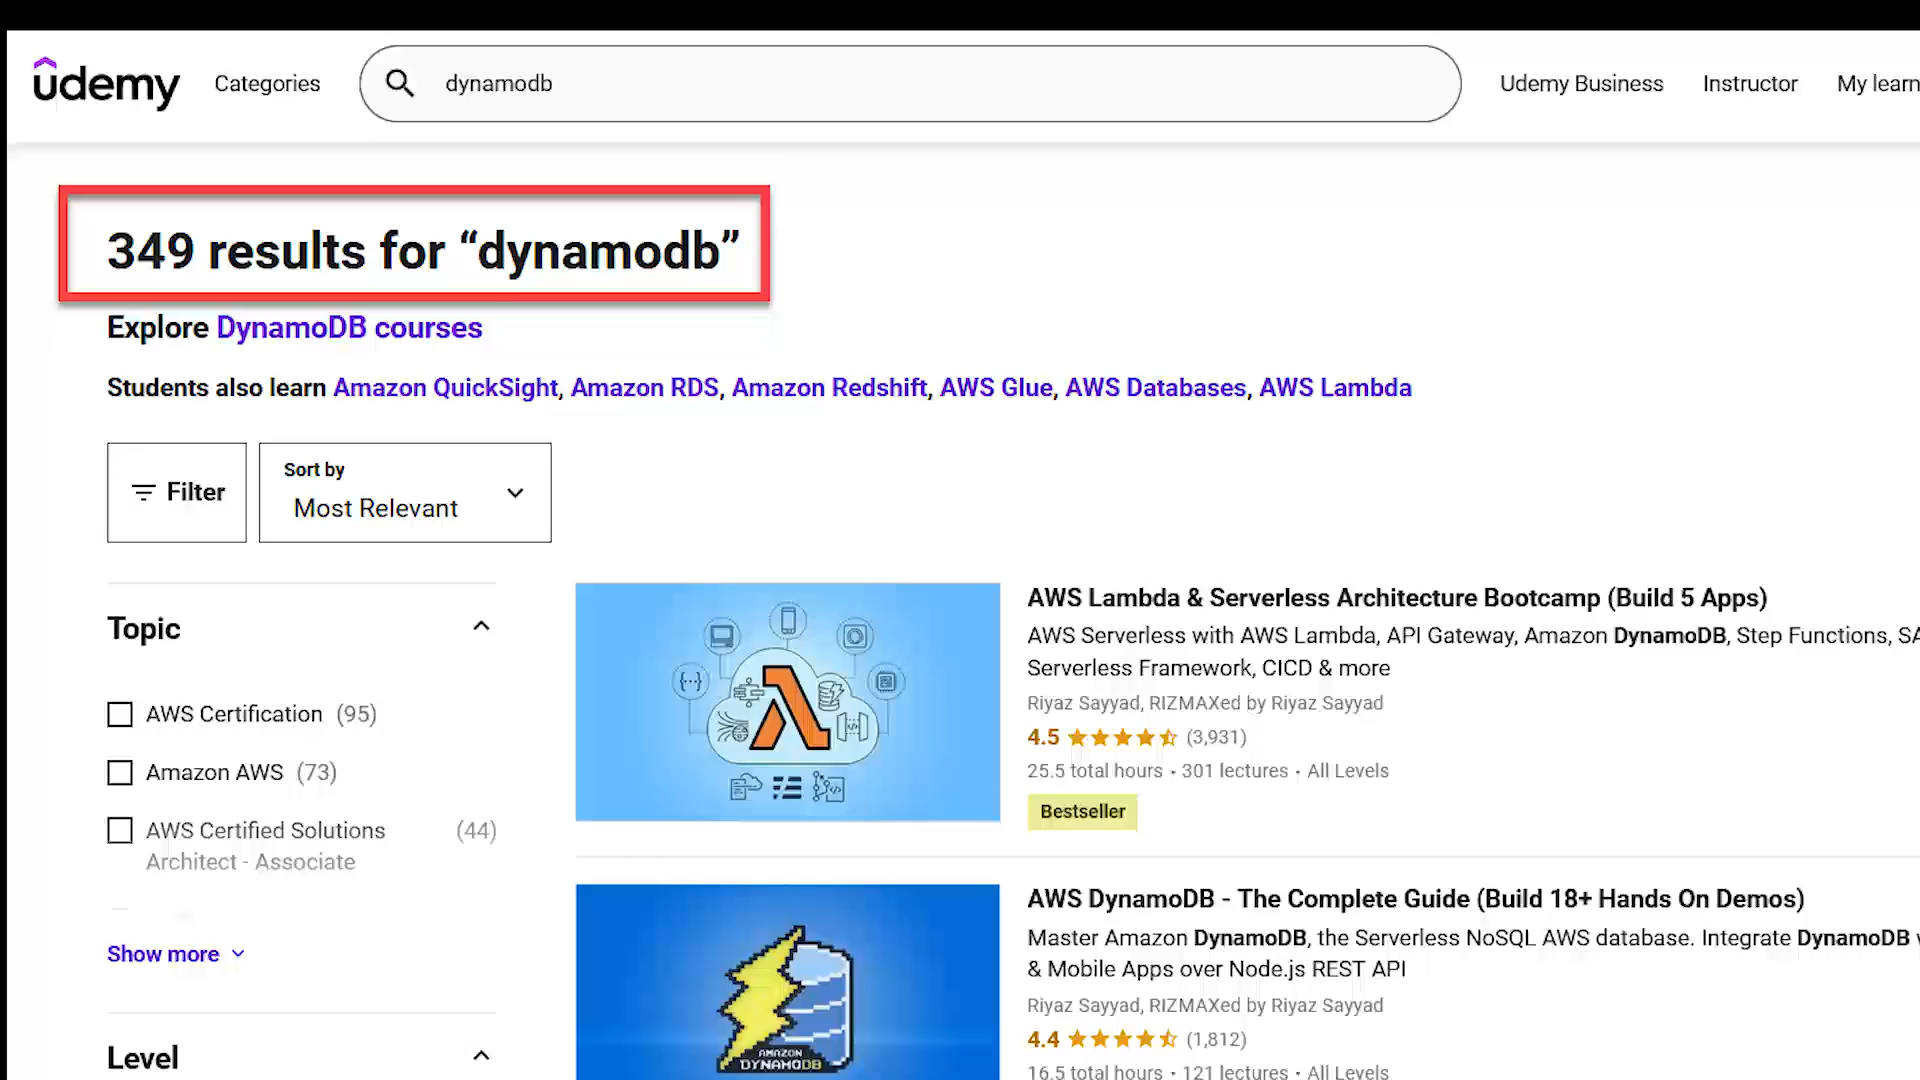 udemy
Categories
dynamodb
Udemy Business
Instructor
My learn
349 results for “dynamodb”
Explore DynamoDB courses
Students also learn Amazon QuickSight, Amazon RDS, Amazon Redshift, AWS Glue, AWS Databases, AWS Lambda
Filter
Sort by
Most Relevant
Topic
AWS Certification (95)
Amazon AWS (73)
AWS Certified Solutions (44)
Architect - Associate
Show more
Level
AWS Lambda & Serverless Architecture Bootcamp (Build 5 Apps)
AWS Serverless with AWS Lambda, API Gateway, Amazon DynamoDB, Step Functions, SA
Serverless Framework, CICD & more
Riyaz Sayyad, RIZMAXed by Riyaz Sayyad
4.5 (3,931)
25.5 total hours • 301 lectures • All Levels
Bestseller
AMAZON
DYNAMODB
AWS DynamoDB - The Complete Guide (Build 18+ Hands On Demos)
Master Amazon DynamoDB, the Serverless NoSQL AWS database. Integrate DynamoDB
& Mobile Apps over Node.js REST API
Riyaz Sayyad, RIZMAXed by Riyaz Sayyad
4.4 (1,812)
16.5 total hours • 121 lectures • All Levels